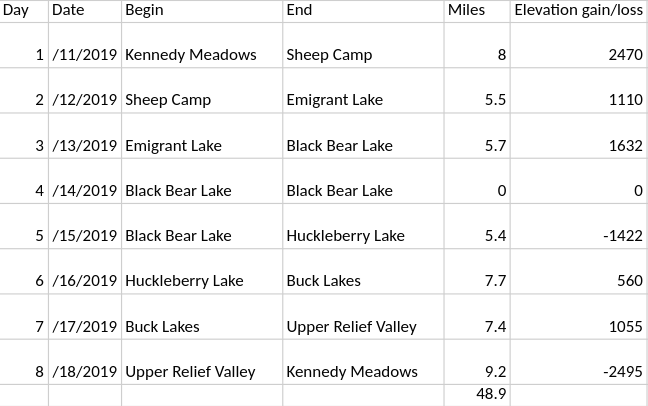 Day Date Begin End Miles Elevation gain/loss
1 /11/2019 Kennedy Meadows Sheep Camp 8 2470
2 /12/2019 Sheep Camp Emigrant Lake 5.5 1110
3 /13/2019 Emigrant Lake Black Bear Lake 5.7 1632
4 /14/2019 Black Bear Lake Black Bear Lake 0 0
5 /15/2019 Black Bear Lake Huckleberry Lake 5.4 -1422
6 /16/2019 Huckleberry Lake Buck Lakes 7.7 560
7 /17/2019 Buck Lakes Upper Relief Valley 7.4 1055
8 /18/2019 Upper Relief Valley Kennedy Meadows 9.2 -2495
48.9